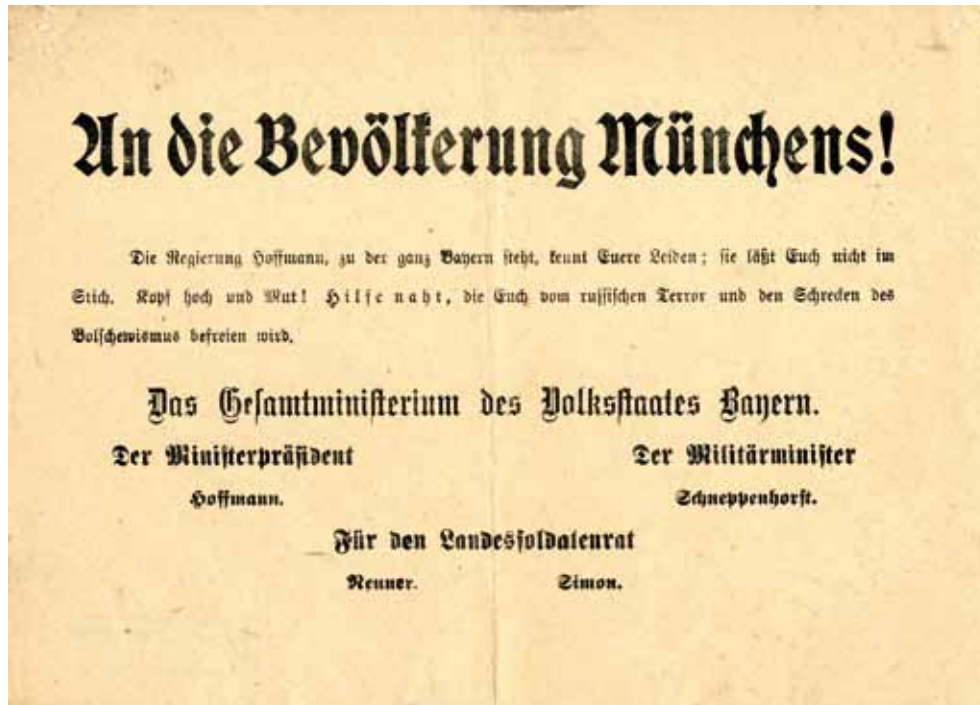 An die Bevölkerung Münchens!
Die Regierung Hoffmann, zu der ganz Bayern steht, kennt Euere Leiden; sie läßt Euch nicht im
Stich. Kopf hoch und Mut! Hilfe naht, die Euch vom russischen Terror und den Schrecken des
Bolschewismus befreien wird.
Das Gesamtministerium des Volksstaates Bayern.
Der Ministerpräsident Der Militärminister
Hoffmann. Schneppenhorst.
Für den Landessoldatenrat
Renner. Simon.